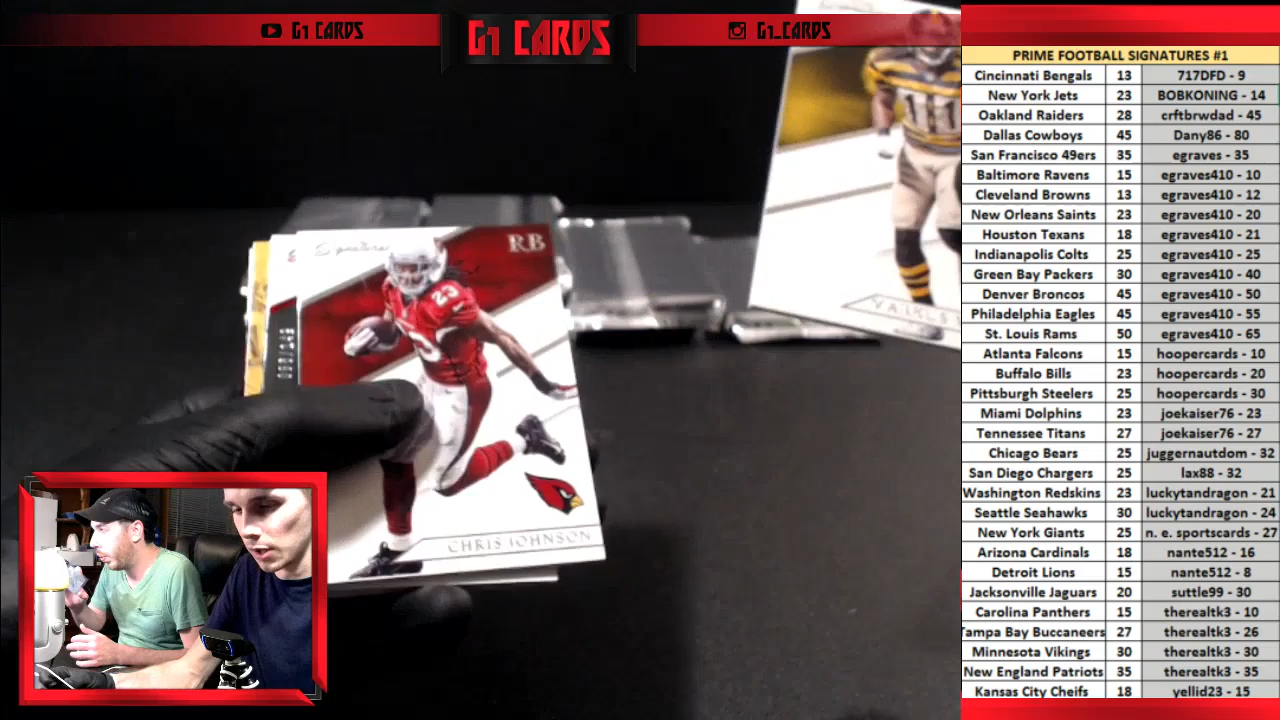 G1 CARDS
G1 CARDS
G1_CARDS
Signatures
RB
23
11
CHRIS JOHNSON
PRIME FOOTBALL SIGNATURES #1
Cincinnati Bengals 13 717DFD - 9
New York Jets 23 BOBKONING - 14
Oakland Raiders 28 crftbrwdad - 45
Dallas Cowboys 45 Dany86 - 80
San Francisco 49ers 35 egraves - 35
Baltimore Ravens 15 egraves410 - 10
Cleveland Browns 13 egraves410 - 12
New Orleans Saints 23 egraves410 - 20
Houston Texans 18 egraves410 - 21
Indianapolis Colts 25 egraves410 - 25
Green Bay Packers 30 egraves410 - 40
Denver Broncos 45 egraves410 - 50
Philadelphia Eagles 45 egraves410 - 55
St. Louis Rams 50 egraves410 - 65
Atlanta Falcons 15 hoopercards - 10
Buffalo Bills 23 hoopercards - 20
Pittsburgh Steelers 25 hoopercards - 30
Miami Dolphins 23 joekaiser76 - 23
Tennessee Titans 27 joekaiser76 - 27
Chicago Bears 25 juggernautdom - 32
San Diego Chargers 25 lax88 - 32
Washington Redskins 23 luckytandragon - 21
Seattle Seahawks 30 luckytandragon - 24
New York Giants 25 n. e. sportscards - 27
Arizona Cardinals 18 nante512 - 16
Detroit Lions 15 nante512 - 8
Jacksonville Jaguars 20 suttle99 - 30
Carolina Panthers 15 therealtk3 - 10
Tampa Bay Buccaneers 27 therealtk3 - 26
Minnesota Vikings 30 therealtk3 - 30
New England Patriots 35 therealtk3 - 35
Kansas City Cheifs 18 yellid23 - 15